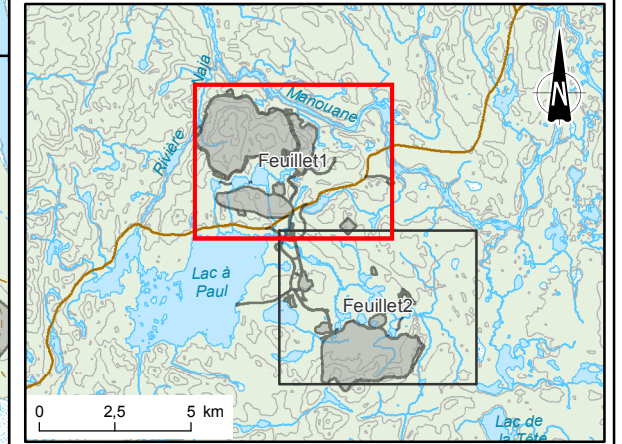 Naja
Manouane
N
Rivière
Feuillet1
Lac à
Paul
Feuillet2
0 2,5 5 km
Lac de
la Tête